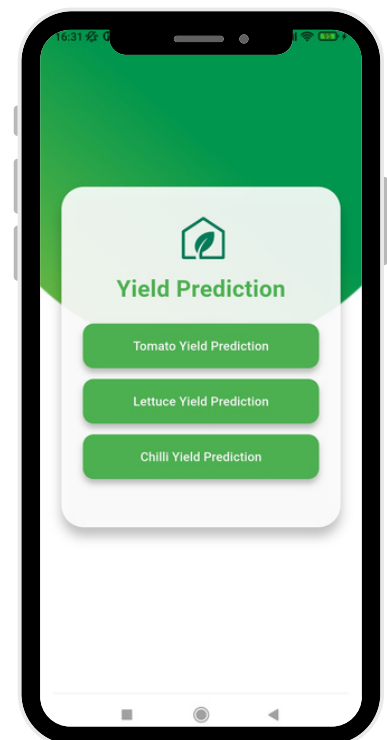 16:31
Yield Prediction
Tomato Yield Prediction
Lettuce Yield Prediction
Chilli Yield Prediction